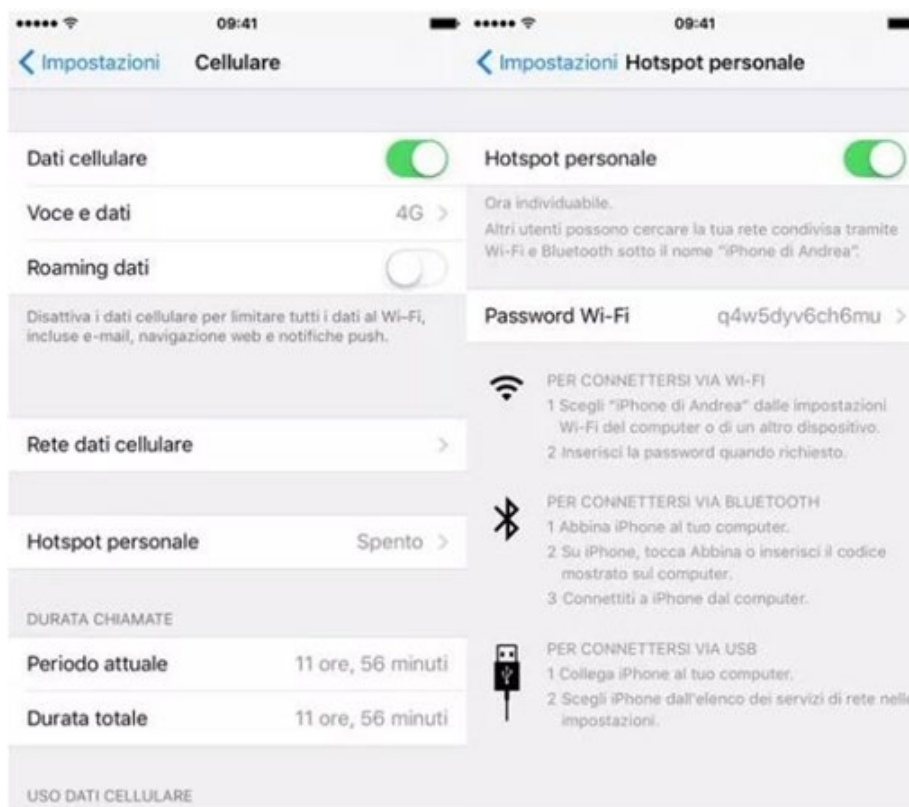 09:41
Impostazioni Cellulare
Dati cellulare
Voce e dati 4G
Roaming dati
Disattiva i dati cellulare per limitare tutti i dati al Wi-Fi,
incluse e-mail, navigazione web e notifiche push.
Rete dati cellulare
Hotspot personale Spento
DURATA CHIAMATE
Periodo attuale 11 ore, 56 minuti
Durata totale 11 ore, 56 minuti
USO DATI CELLULARE
09:41
Impostazioni Hotspot personale
Hotspot personale
Ora individuabile.
Altri utenti possono cercare la tua rete condivisa tramite
Wi-Fi e Bluetooth sotto il nome "iPhone di Andrea".
Password Wi-Fi q4w5dyv6ch6mu
PER CONNETTERSI VIA WI-FI
1 Scegli "iPhone di Andrea" dalle impostazioni
Wi-Fi del computer o di un altro dispositivo.
2 Inserisci la password quando richiesto.
PER CONNETTERSI VIA BLUETOOTH
1 Abbina iPhone al tuo computer.
2 Su iPhone, tocca Abbina o inserisci il codice
mostrato sul computer.
3 Connettiti a iPhone dal computer.
PER CONNETTERSI VIA USB
1 Collega iPhone al tuo computer.
2 Scegli iPhone dall'elenco dei servizi di rete nelle
impostazioni.